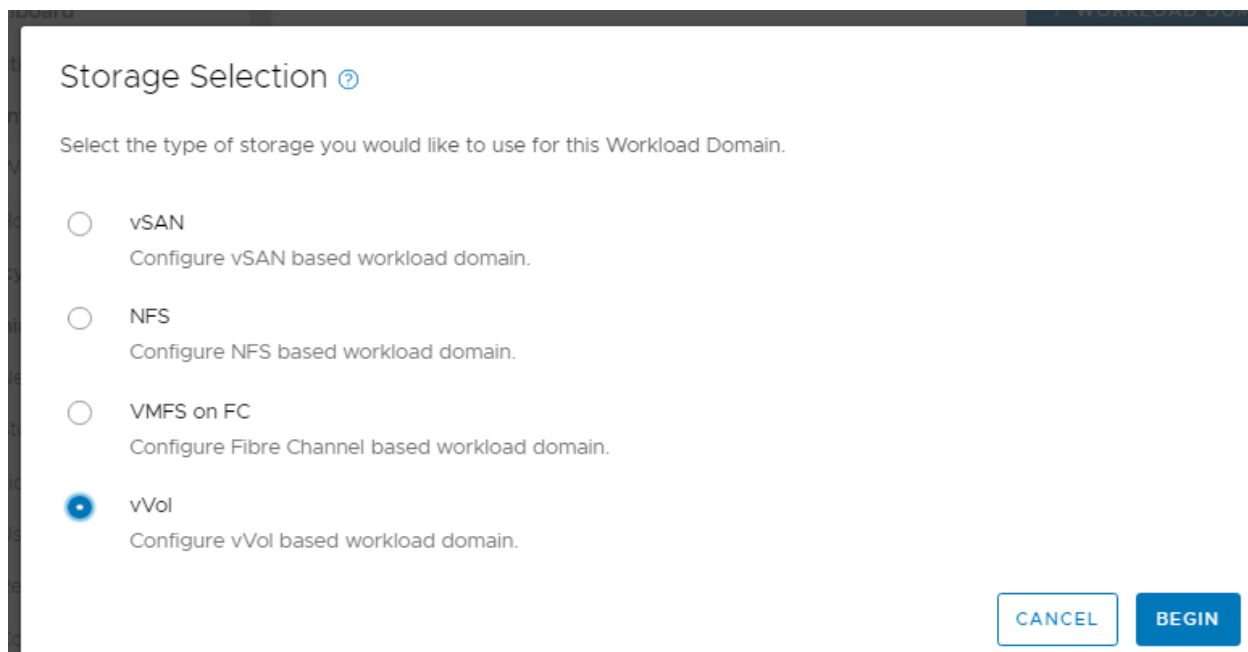 Storage Selection
Select the type of storage you would like to use for this Workload Domain.
vSAN
Configure vSAN based workload domain.
NFS
Configure NFS based workload domain.
VMFS on FC
Configure Fibre Channel based workload domain.
vVol
Configure vVol based workload domain.
CANCEL
BEGIN